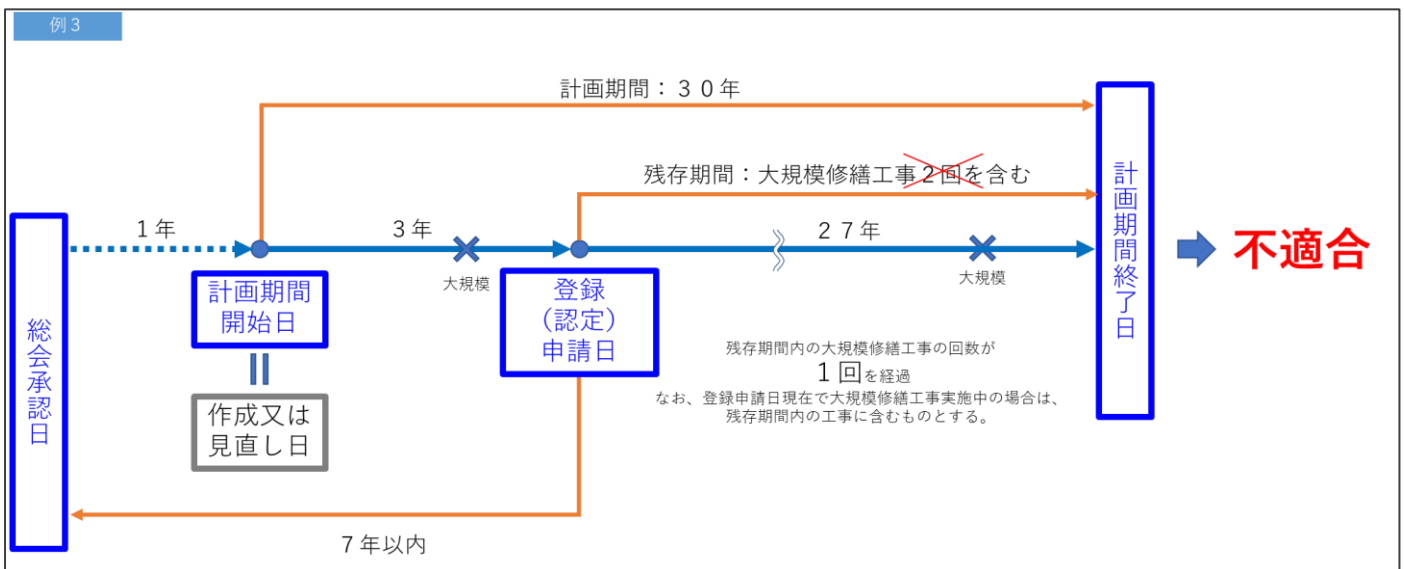 例3
計画期間：３０年
残存期間：大規模修繕工事2回を含む
1年
3年
２７年
大規模
大規模
総会承認日
計画期間
開始日
作成又は
見直し日
登録
（認定）
申請日
計画期間終了日
不適合
残存期間内の大規模修繕工事の回数が
１回を経過
なお、登録申請日現在で大規模修繕工事実施中の場合は、
残存期間内の工事に含むものとする。
7年以内